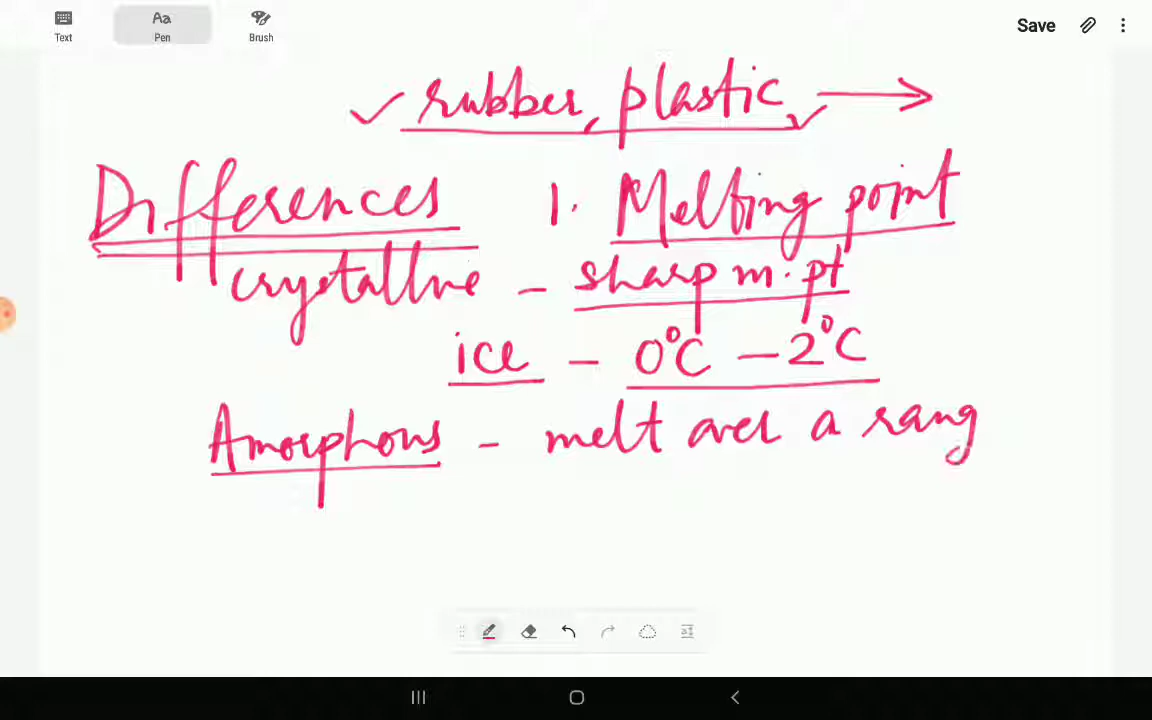 Text Pen Brush Save
rubber, plastic,
Differences 1. Melting point
crystalline - sharp m.pt
ice - 0°C - 2°C
Amorphous - melt over a rang